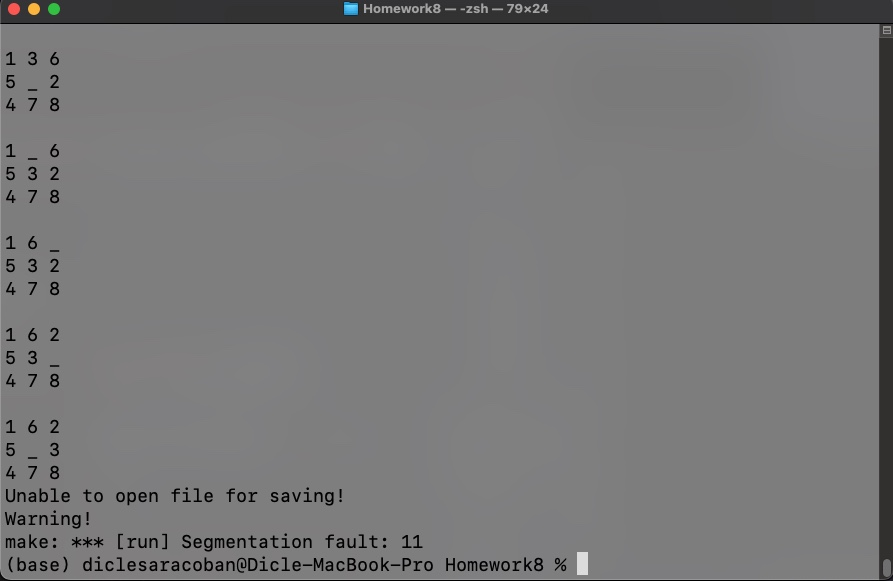 Homework8 — -zsh — 79×24
1 3 6
5 _ 2
4 7 8
1 _ 6
5 3 2
4 7 8
1 6 _
5 3 2
4 7 8
1 6 2
5 3 _
4 7 8
1 6 2
5 _ 3
4 7 8
Unable to open file for saving!
Warning!
make: *** [run] Segmentation fault: 11
(base) diclesaracoban@Dicle-MacBook-Pro Homework8 %